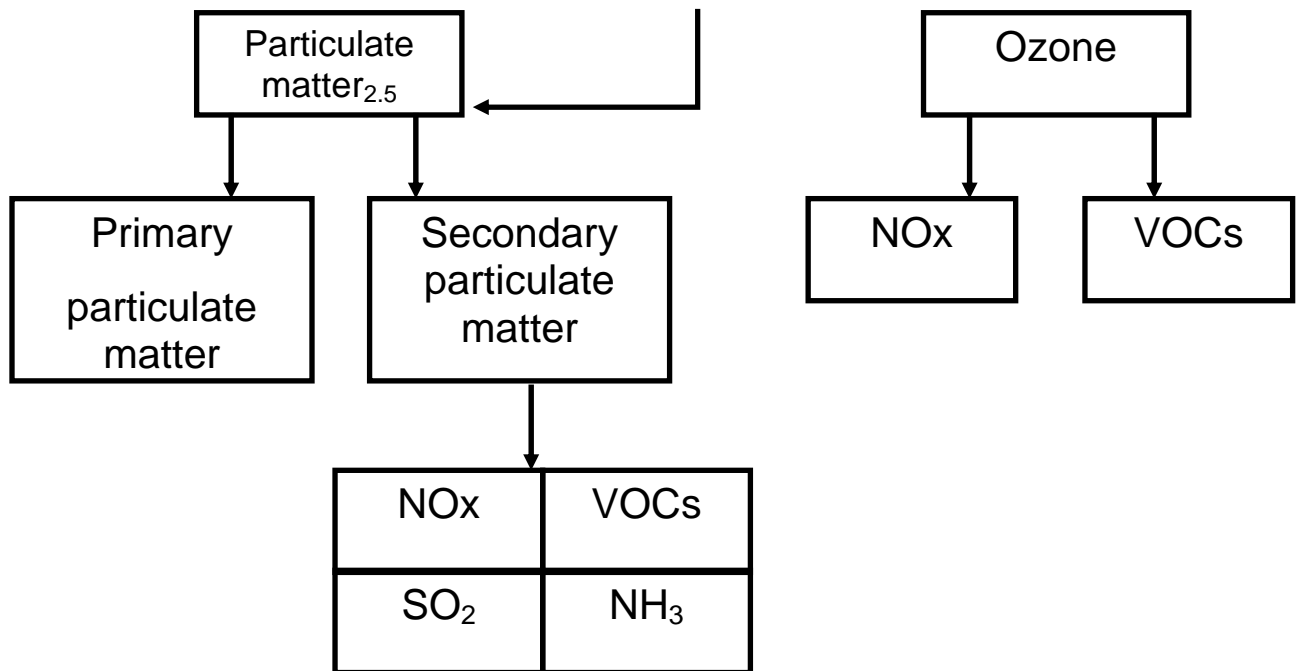 Particulate
matter2.5
Ozone
Primary
particulate
matter
Secondary
particulate
matter
NOx
VOCs
NOx
VOCs
SO2
NH3